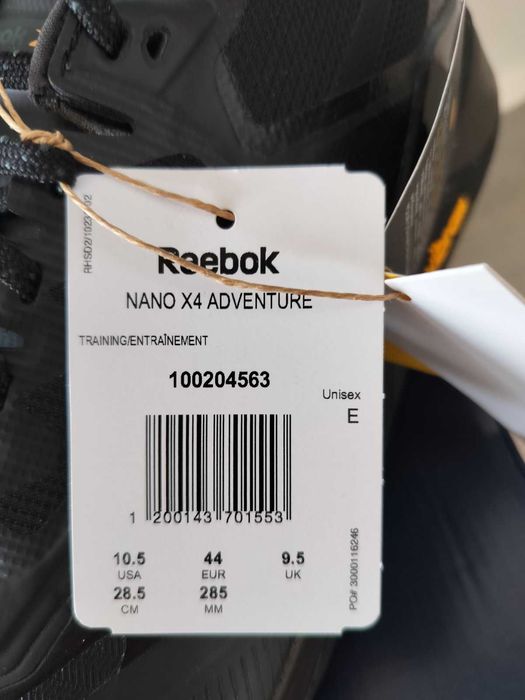 Reebok
NANO X4 ADVENTURE
TRAINING/ENTRAÎNEMENT
100204563
Unisex
E
1 200143 701553
10.5 44 9.5
USA EUR UK
28.5 285
CM MM
PO# 3000116246